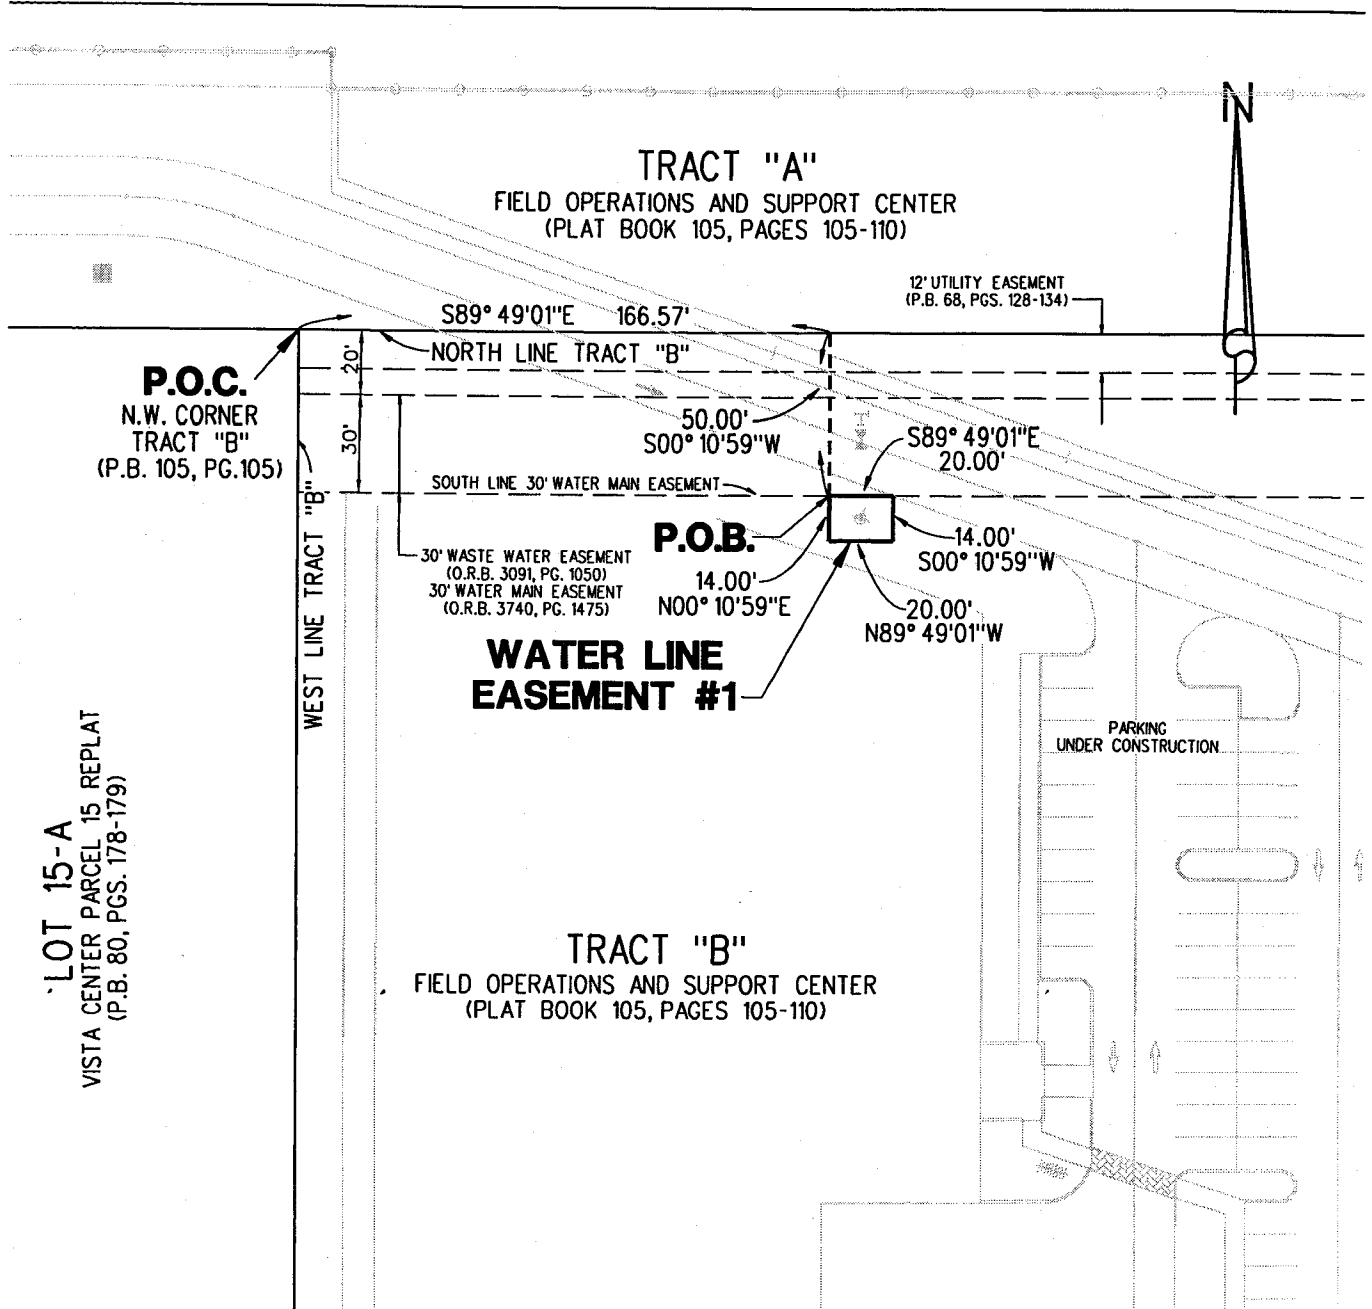 N
TRACT "A"
FIELD OPERATIONS AND SUPPORT CENTER
(PLAT BOOK 105, PAGES 105-110)
12' UTILITY EASEMENT
(P.B. 68, PGS. 128-134)
S89° 49'01"E 166.57'
NORTH LINE TRACT "B"
20'
30'
P.O.C.
N.W. CORNER
TRACT "B"
(P.B. 105, PG.105)
50.00'
S00° 10'59"W
S89° 49'01"E
20.00'
SOUTH LINE 30' WATER MAIN EASEMENT
P.O.B.
14.00'
S00° 10'59"W
30' WASTE WATER EASEMENT
(O.R.B. 3091, PG. 1050)
30' WATER MAIN EASEMENT
(O.R.B. 3740, PG. 1475)
14.00'
N00° 10'59"E
20.00'
N89° 49'01"W
WATER LINE
EASEMENT #1
WEST LINE TRACT "B"
PARKING
UNDER CONSTRUCTION
LOT 15-A
VISTA CENTER PARCEL 15 REPLAT
(P.B. 80, PGS. 178-179)
TRACT "B"
FIELD OPERATIONS AND SUPPORT CENTER
(PLAT BOOK 105, PAGES 105-110)